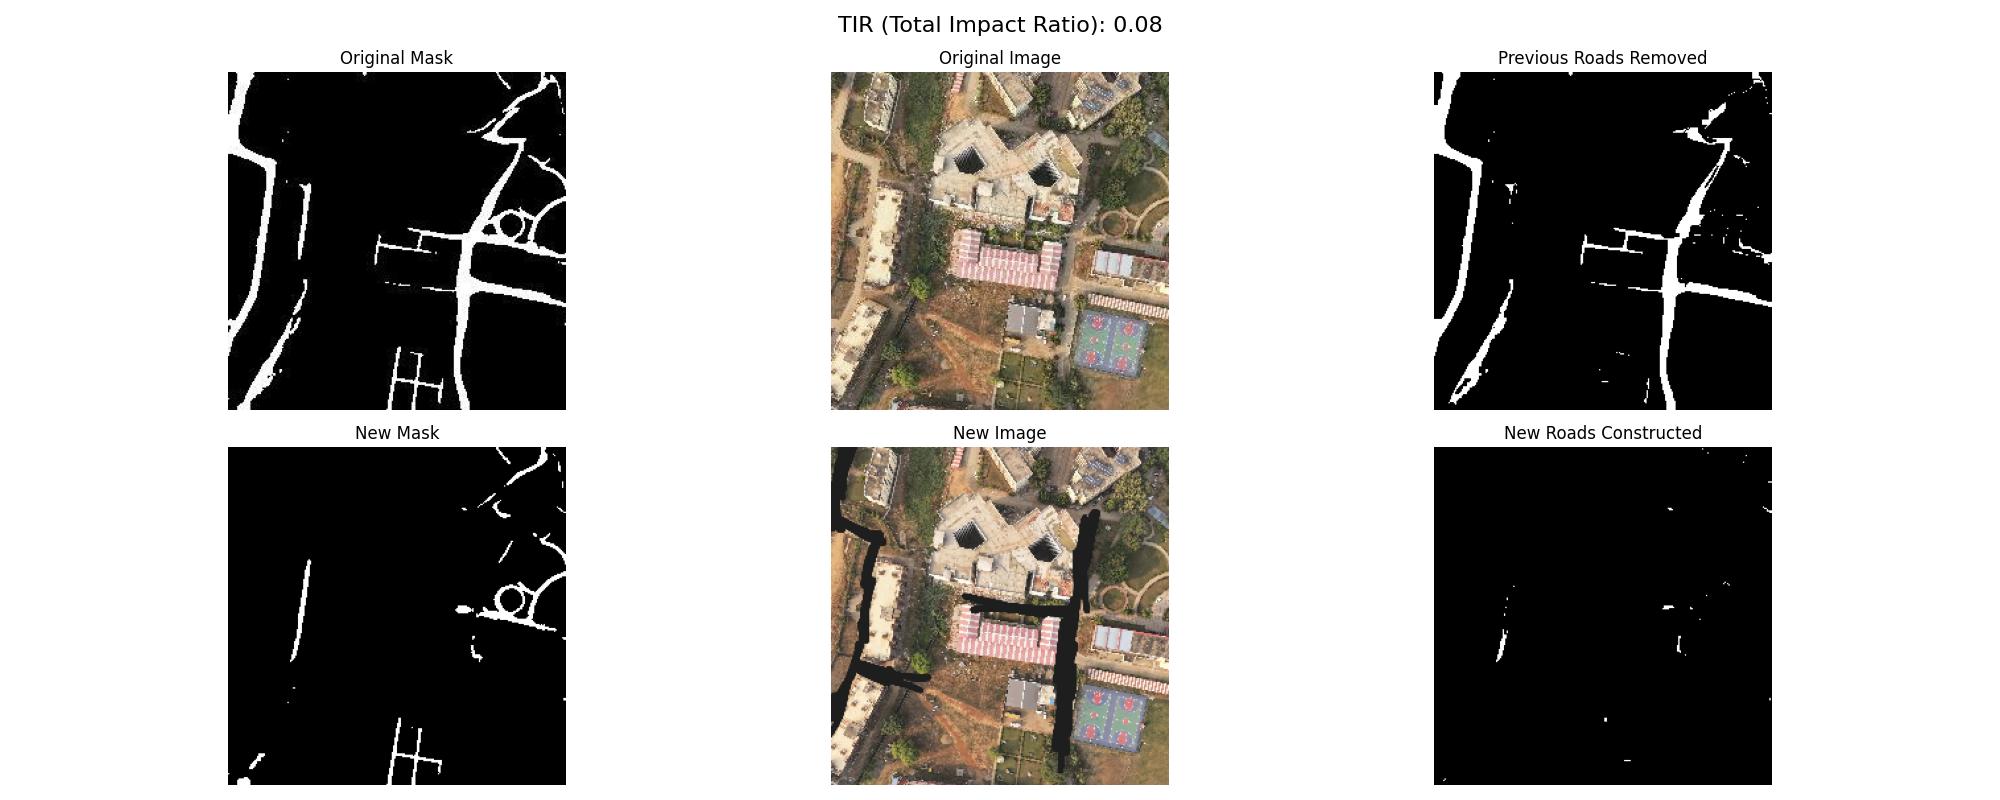 TIR (Total Impact Ratio): 0.08
Original Mask
Original Image
Previous Roads Removed
New Mask
New Image
New Roads Constructed